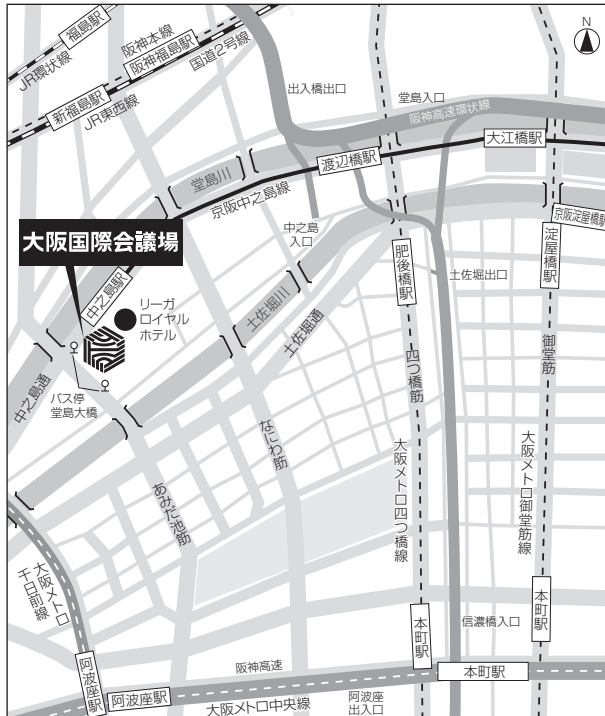 福島駅
JR環状線
阪神本線
阪神福島駅
国道2号線
新福島駅
JR東西線
N
出入橋出口
堂島入口
阪神高速環状線
大江橋駅
渡辺橋駅
堂島川
京阪中之島線
大阪国際会議場
中之島
入口
京阪淀屋橋駅
淀屋橋駅
肥後橋駅
土佐堀出口
中之島駅
リーガ
ロイヤル
ホテル
土佐堀川
土佐堀通
中之島通
バス停
堂島大橋
四つ橋筋
御堂筋
なにわ筋
あみだ池筋
大阪メトロ四つ橋線
大阪メトロ御堂筋線
大阪メトロ
千日前線
信濃橋入口
本町駅
本町駅
本町駅
阿波座駅
阿波座駅
阪神高速
大阪メトロ中央線
阿波座
出入口